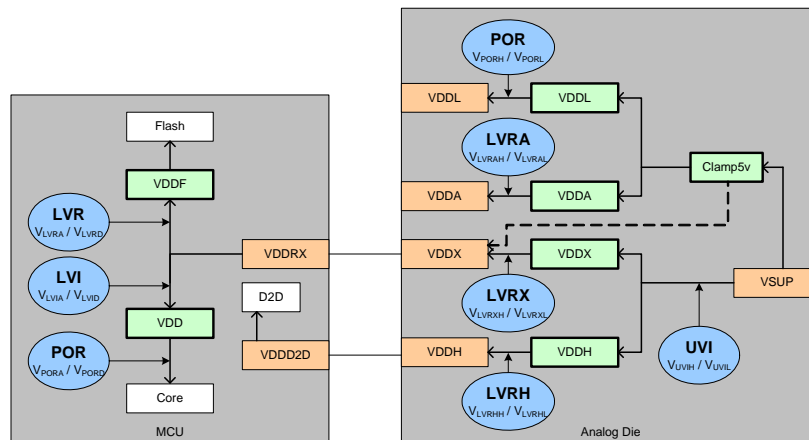 POR
VPORH / VPORL
VDDL
VDDL
Flash
LVRA
VLVRAH / VLVRAL
Clamp5v
VDDF
VDDA
VDDA
LVR
VLVRA / VLVRD
VDDRX
VDDX
VDDX
LVI
VLVIA / VLVID
D2D
LVRX
VLVRXH / VLVRXL
VSUP
VDD
POR
VPORA / VPORD
VDDD2D
VDDH
VDDH
UVI
VUVIH / VUVIL
Core
LVRH
VLVRHH / VLVRHL
MCU
Analog Die